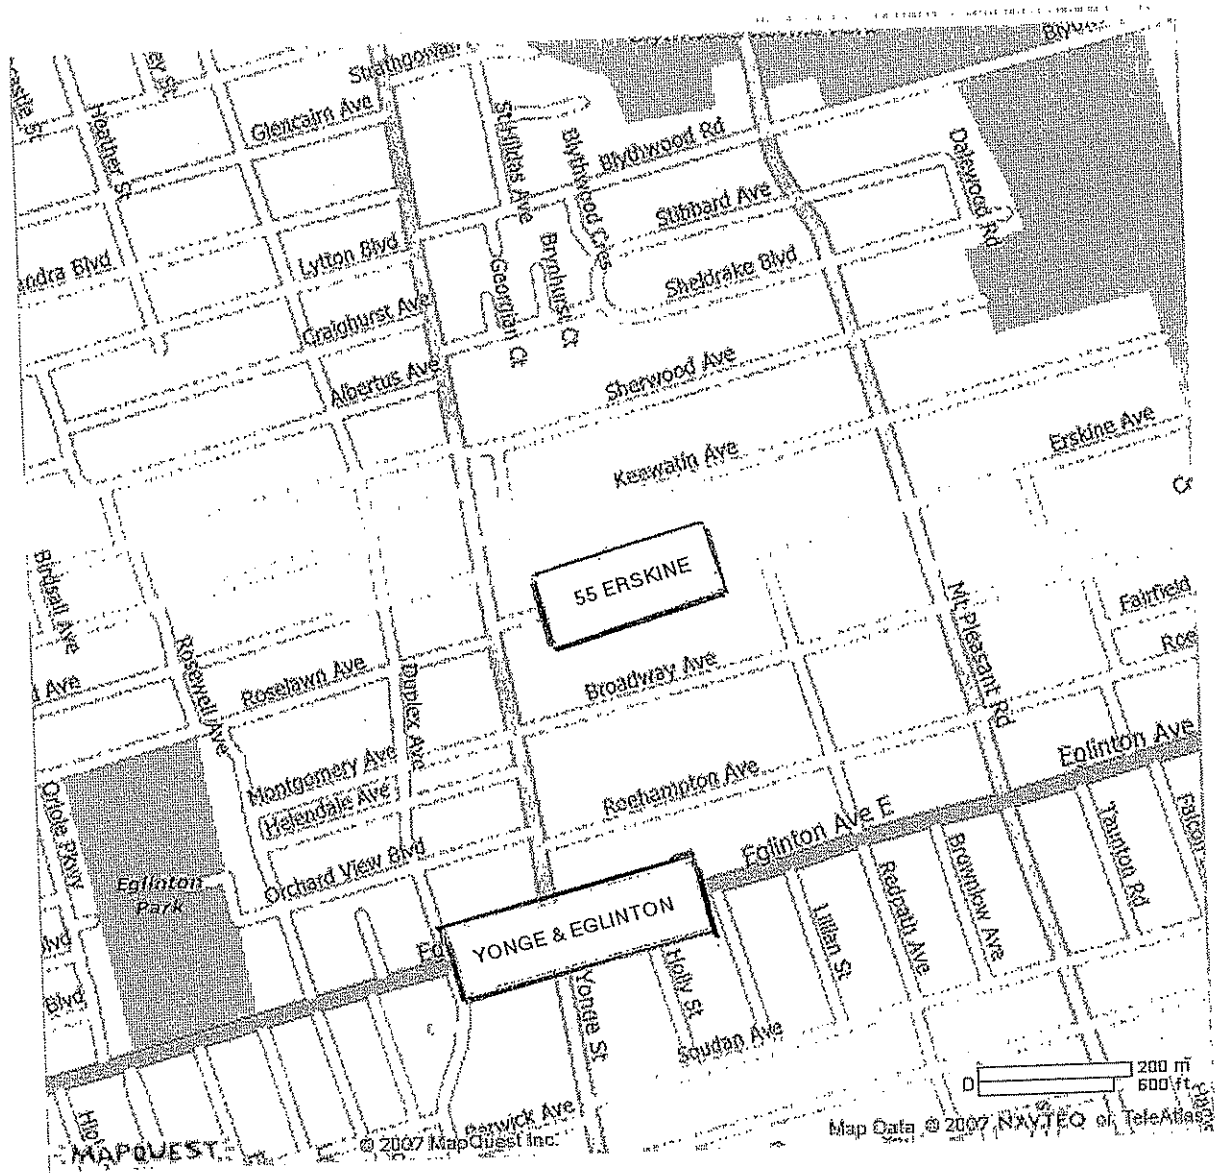 Strathgowan
Glencairn Ave
Heather St
St Hildas Ave
Blythwood Cres
Blythwood Rd
Dalewood Rd
Stibbard Ave
Lytton Blvd
Georgian Ct
Brynhurst Ct
Sheldrake Blvd
Craighurst Ave
Albertus Ave
Sherwood Ave
Keewatin Ave
Erskine Ave
55 ERSKINE
Birdsall Ave
Rosewell Ave
Roselawn Ave
Duplex Ave
Broadway Ave
Mt Pleasant Rd
Fairfield
Roe
Montgomery Ave
Helendale Ave
Roehampton Ave
Eglinton Ave
Oriole Pkwy
Eglinton
Park
Orchard View Blvd
Eglinton Ave E
YONGE & EGLINTON
Taunton Rd
Falcon
Brownlow Ave
Redpath Ave
Lillian St
Holly St
Yonge St
Soudan Ave
Blvd
0
200 m
600 ft
MAPQUEST
© 2007 MapQuest Inc.
Map Data © 2007 NAVTEQ or TeleAtlas